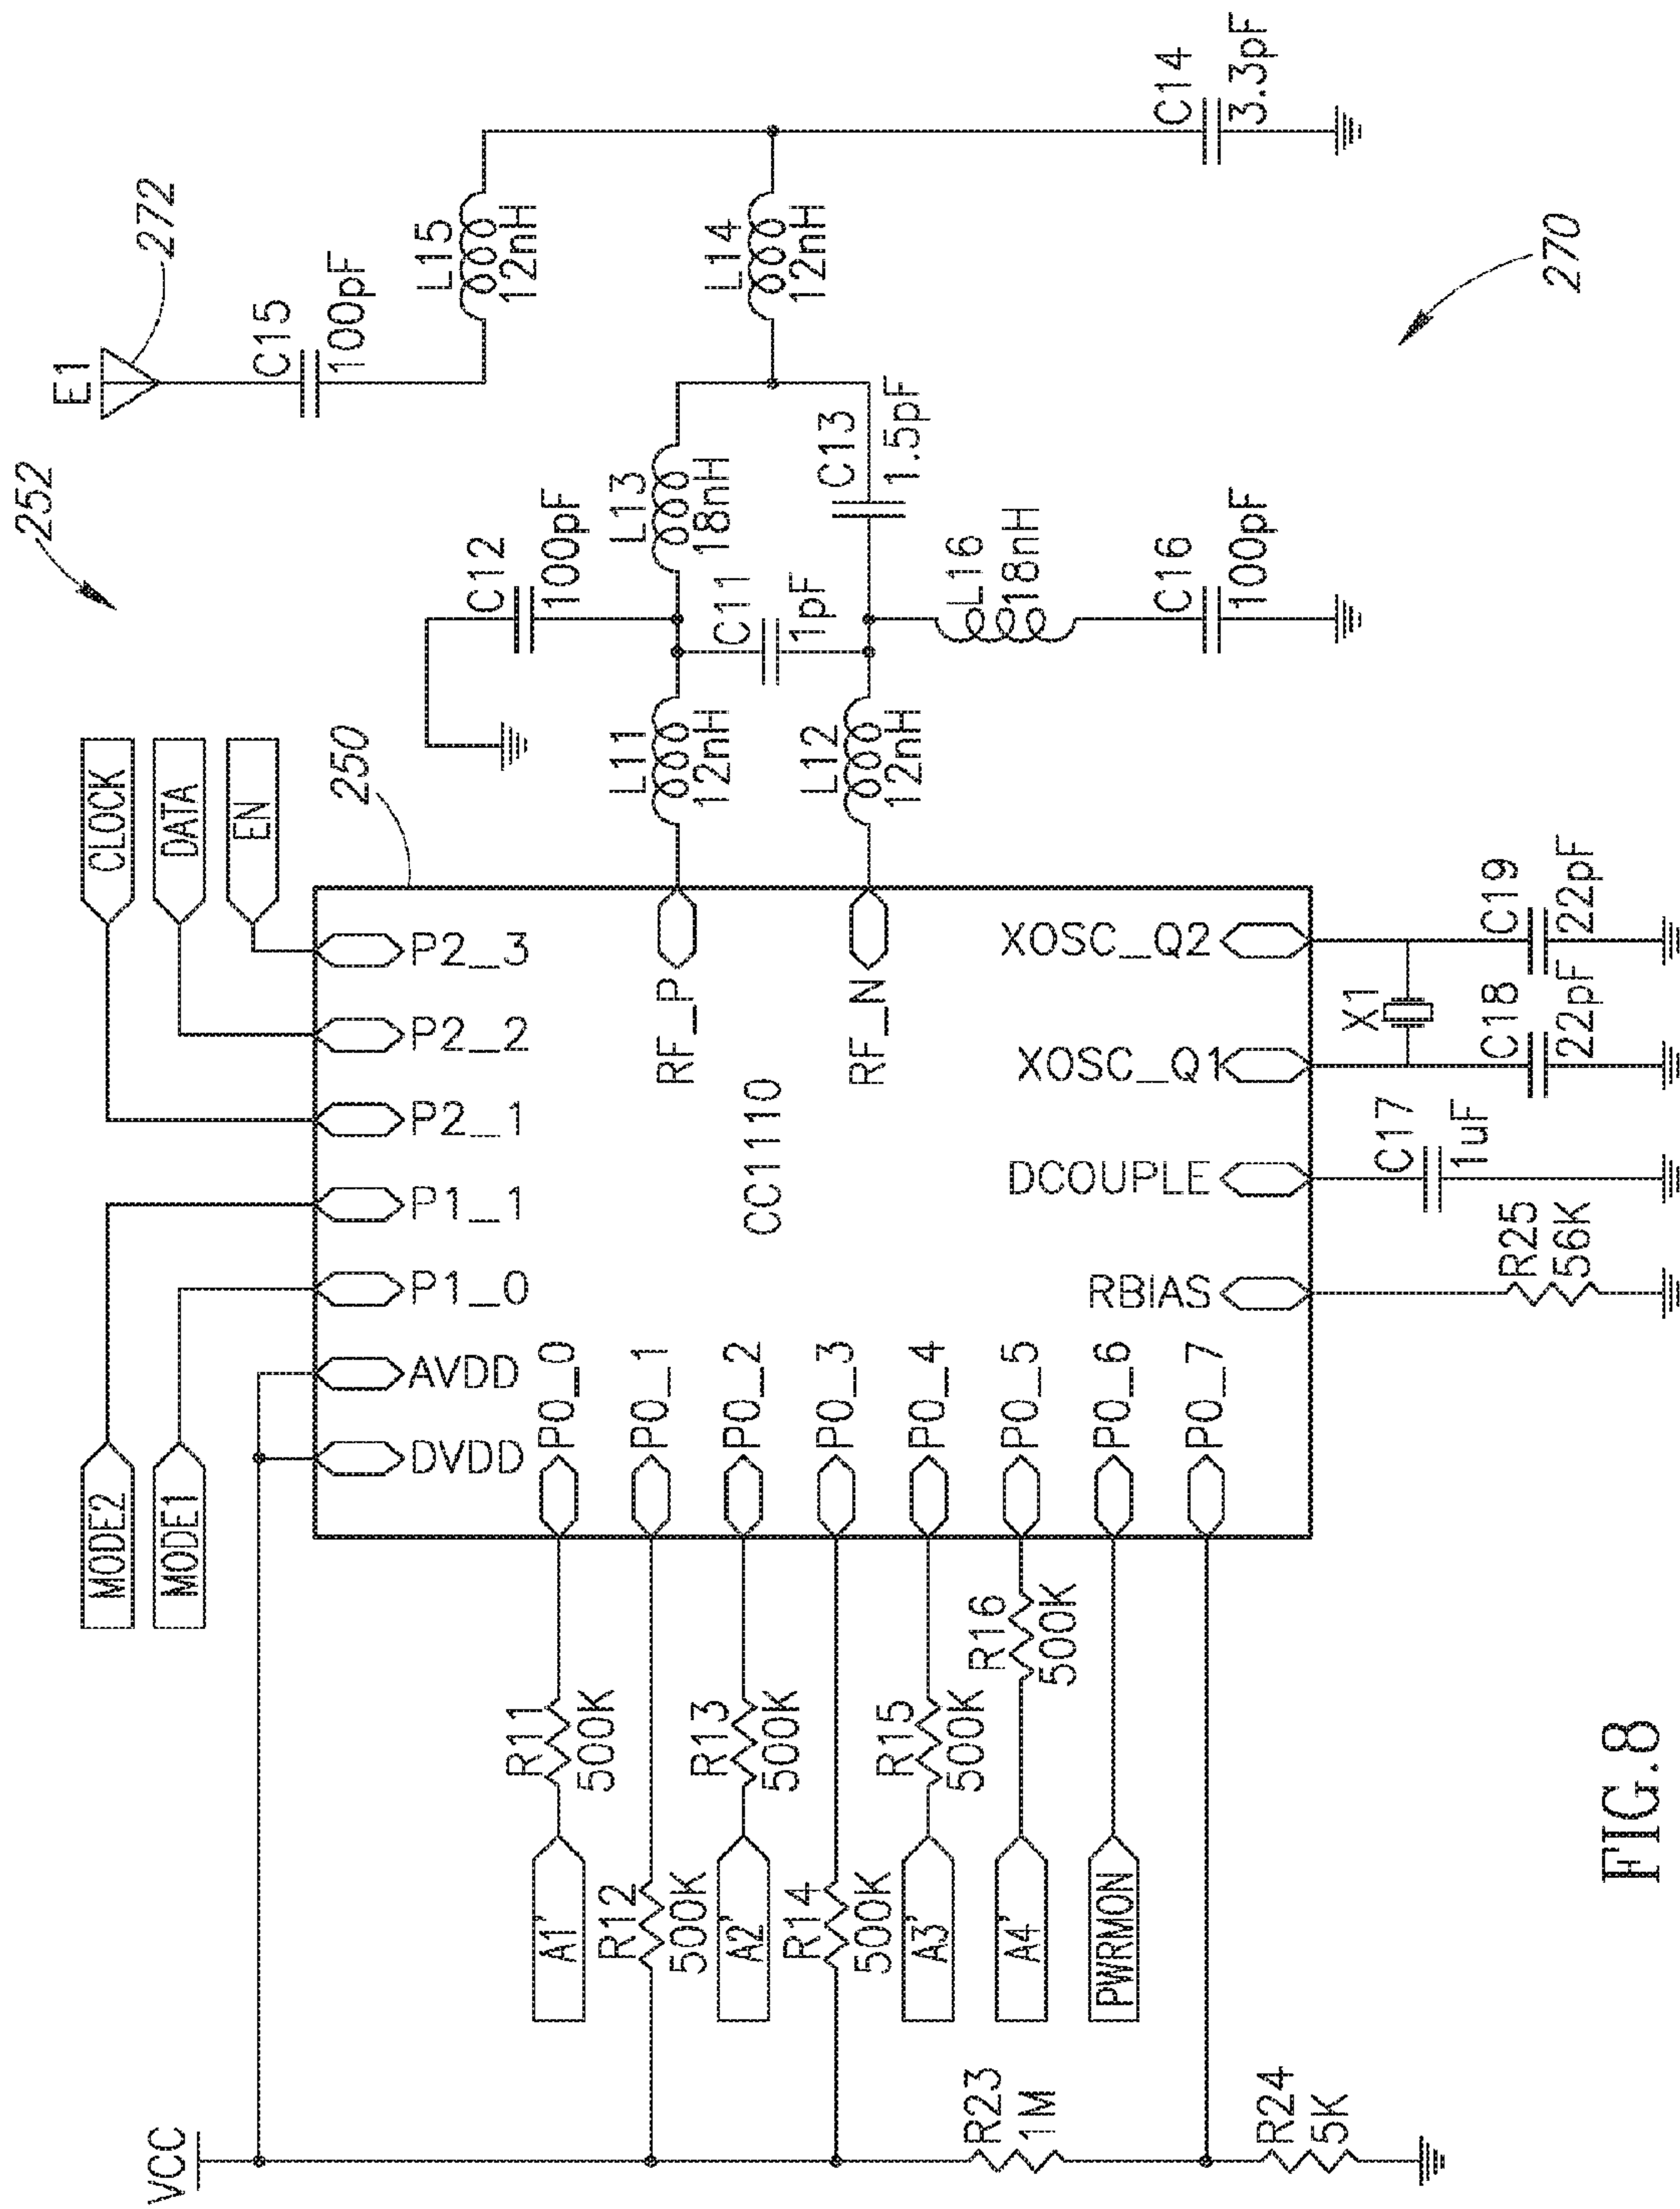 252
E1
272
C15
100pF
L15
12nH
L14
12nH
C14
3.3pF
270
C12
100pF
L13
18nH
C11
1pF
C13
1.5pF
L16
18nH
C16
100pF
L11
12nH
L12
12nH
CLOCK
DATA
EN
250
MODE2
MODE1
P2_3
P2_2
P2_1
P1_1
P1_0
AVDD
DVDD
RF_P
RF_N
CC1110
XOSC_Q2
XOSC_Q1
DCOUPLE
RBIAS
P0_0
P0_1
P0_2
P0_3
P0_4
P0_5
P0_6
P0_7
X1
C19
22pF
C18
22pF
C17
1uF
R25
56K
R11
500K
R12
500K
R13
500K
R14
500K
R15
500K
R16
500K
A1'
A2'
A3'
A4'
PWRMON
VCC
R23
1M
R24
5K
FIG.8